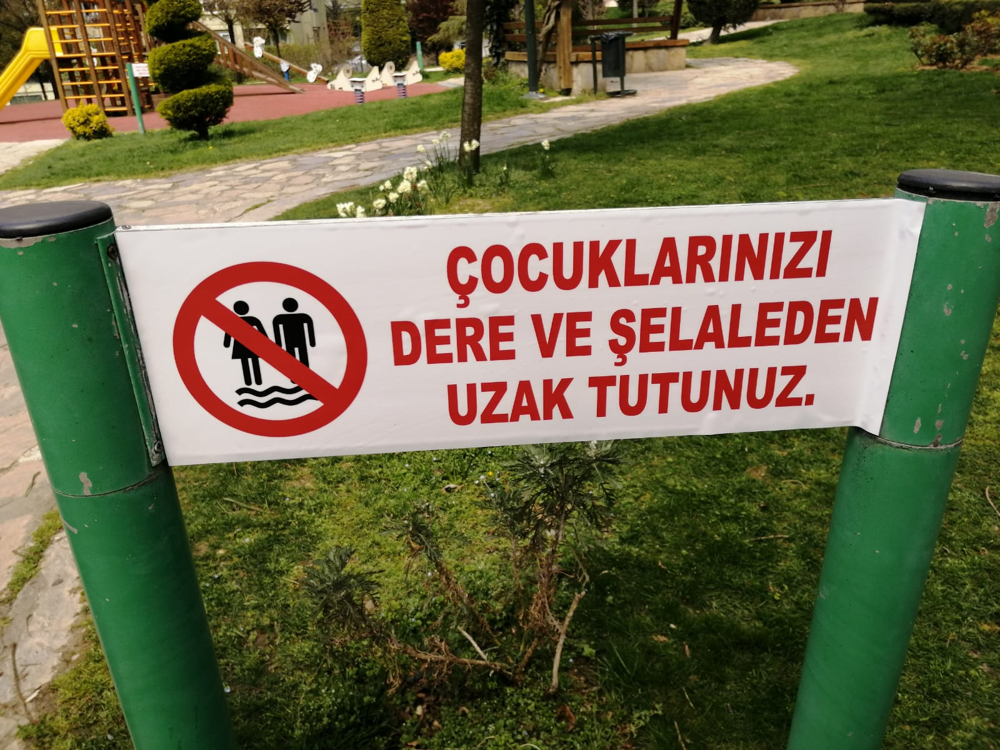 ÇOCUKLARINIZI
DERE VE ŞELALEDEN
UZAK TUTUNUZ.